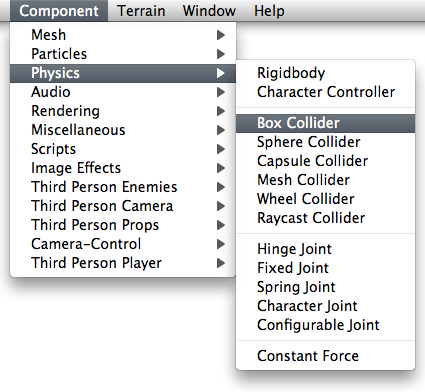 Component Terrain Window Help
Mesh
Particles
Physics
Audio
Rendering
Miscellaneous
Scripts
Image Effects
Third Person Enemies
Third Person Camera
Third Person Props
Camera-Control
Third Person Player
Rigidbody
Character Controller
Box Collider
Sphere Collider
Capsule Collider
Mesh Collider
Wheel Collider
Raycast Collider
Hinge Joint
Fixed Joint
Spring Joint
Character Joint
Configurable Joint
Constant Force